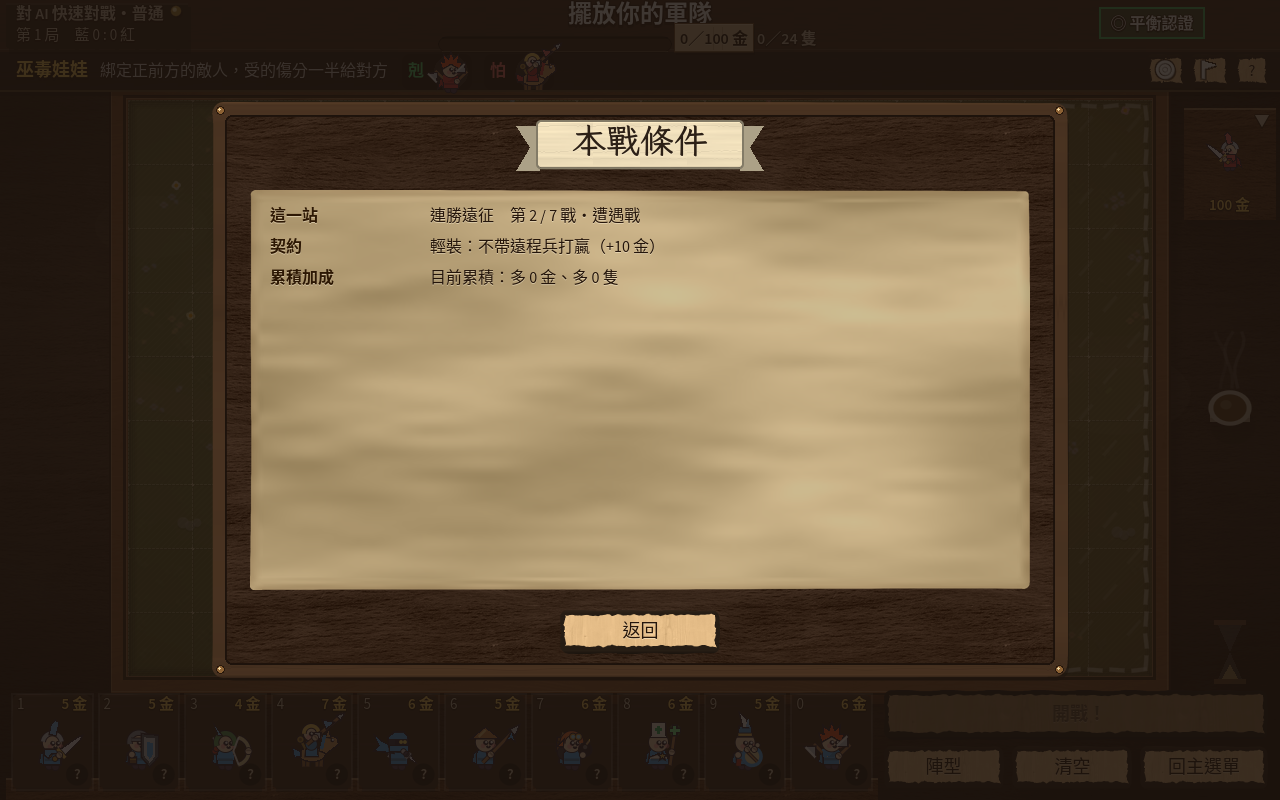 對 AI 快速對戰・普通
第 1 局 藍 0 : 0 紅
擺放你的軍隊
0／100 金 0／24 隻
◎ 平衡認證
巫毒娃娃 綁定正前方的敵人，受的傷分一半給對方 剋 怕
?
本戰條件
這一站 連勝遠征 第 2 / 7 戰・遭遇戰
契約 輕裝：不帶遠程兵打贏（+10 金）
累積加成 目前累積：多 0 金、多 0 隻
100 金
返回
1 5 金 2 5 金 3 4 金 4 7 金 5 6 金 6 5 金 7 6 金 8 6 金 9 5 金 0 6 金
? ? ? ? ? ? ? ? ? ?
開戰！
陣型 清空 回主選單